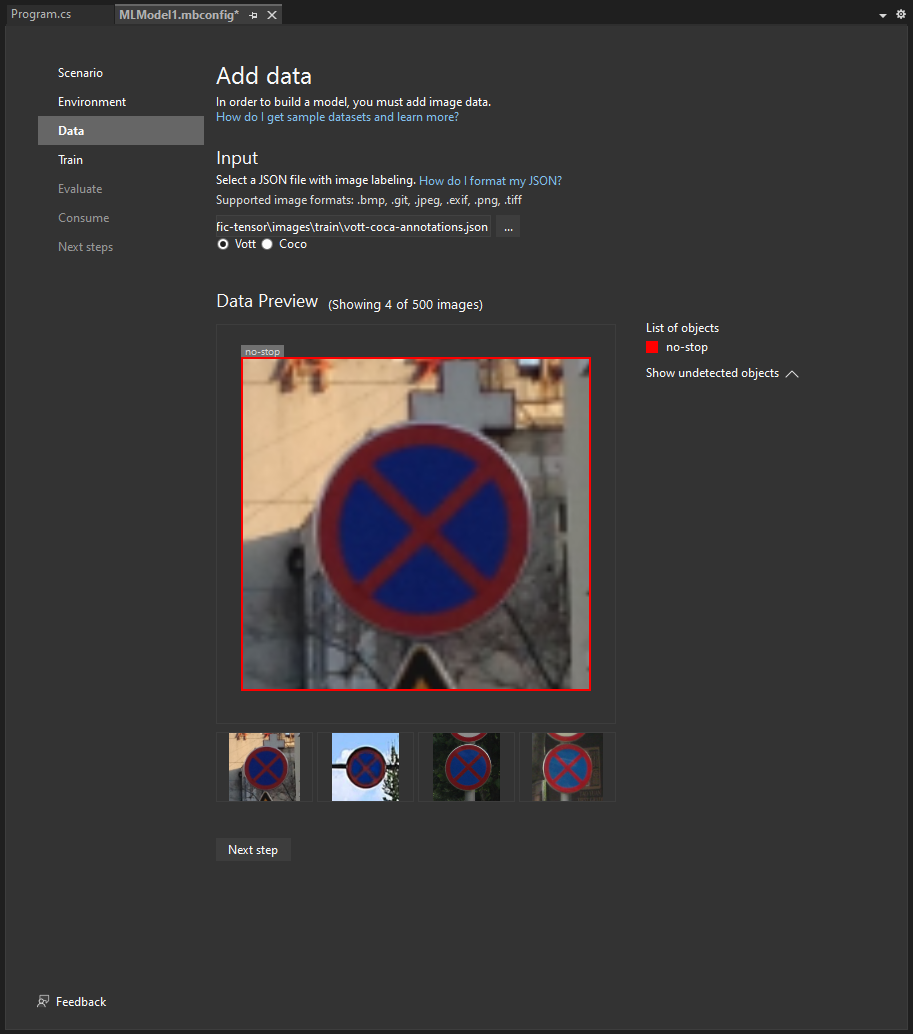 Program.cs
MLModel1.mbconfig*
Scenario
Environment
Data
Train
Evaluate
Consume
Next steps
Add data
In order to build a model, you must add image data.
How do I get sample datasets and learn more?
Input
Select a JSON file with image labeling. How do I format my JSON?
Supported image formats: .bmp, .git, .jpeg, .exif, .png, .tiff
fic-tensor\images\train\vott-coca-annotations.json ...
Vott Coco
Data Preview (Showing 4 of 500 images)
no-stop
List of objects
no-stop
Show undetected objects
Next step
Feedback